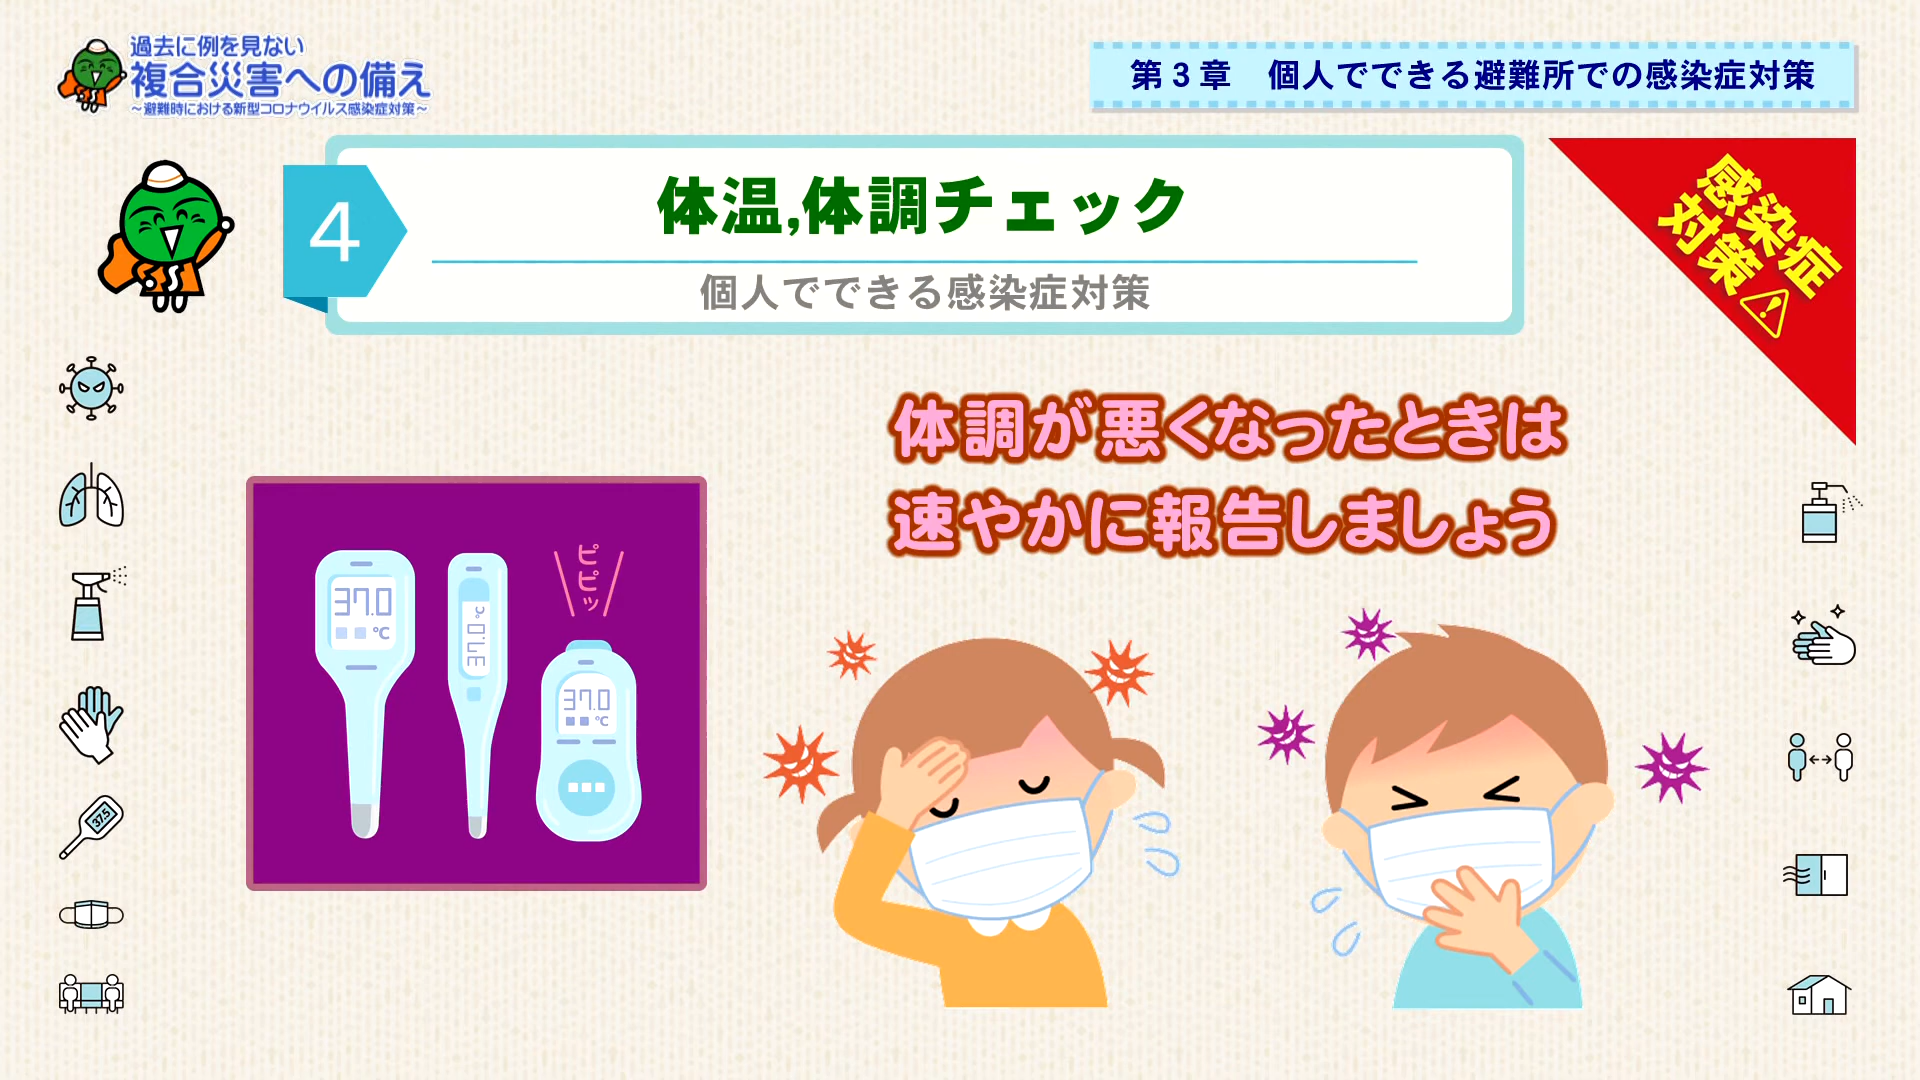 過去に例を見ない
複合災害への備え
～避難時における新型コロナウイルス感染症対策～
第３章　個人でできる避難所での感染症対策
4
体温,体調チェック
個人でできる感染症対策
感染症
対策
体調が悪くなったときは
速やかに報告しましょう
37.0
℃
37.0
℃
ピピッ
37.0
℃
37.5